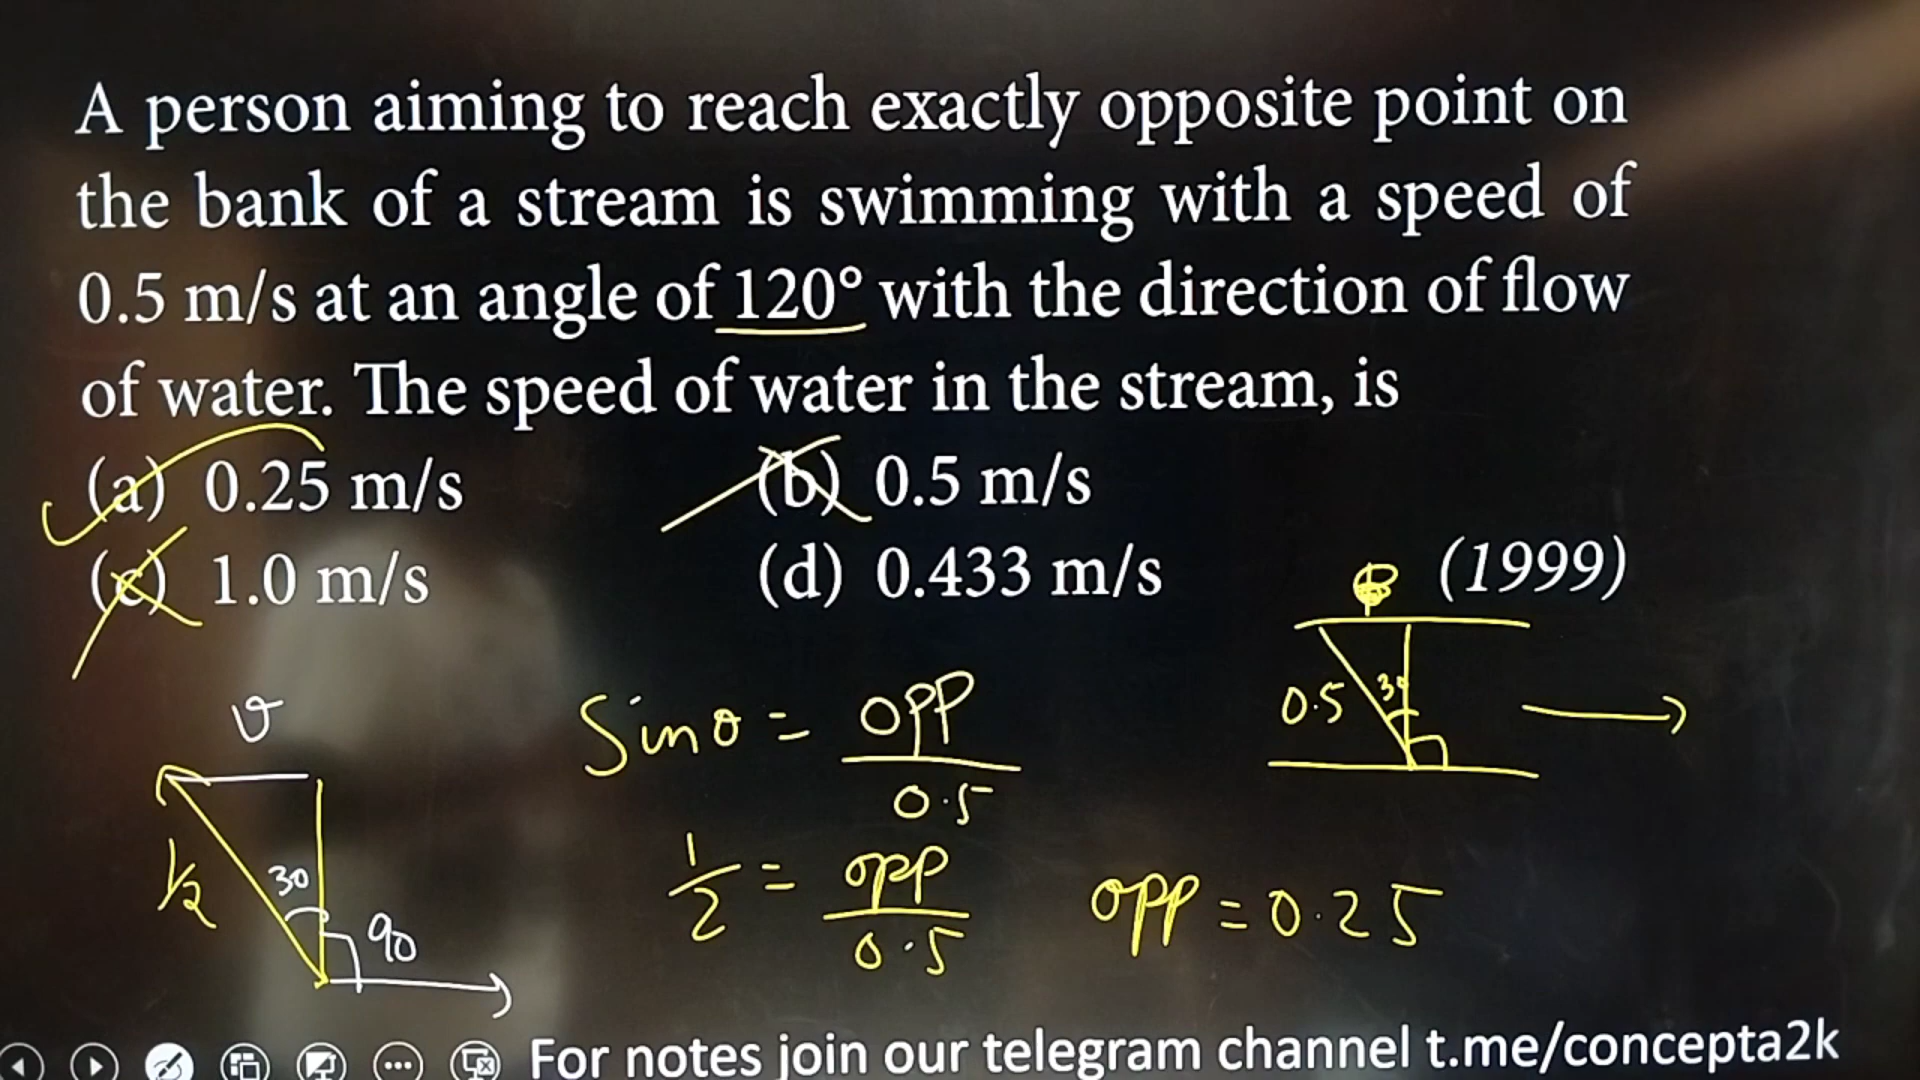 A person aiming to reach exactly opposite point on
the bank of a stream is swimming with a speed of
0.5 m/s at an angle of 120° with the direction of flow
of water. The speed of water in the stream, is
(a) 0.25 m/s (b) 0.5 m/s
(c) 1.0 m/s (d) 0.433 m/s (1999)
0.5 30
v
Sinθ = opp / 0.5
1/2 30 90
1/2 = opp / 0.5 opp = 0.25
For notes join our telegram channel t.me/concepta2k